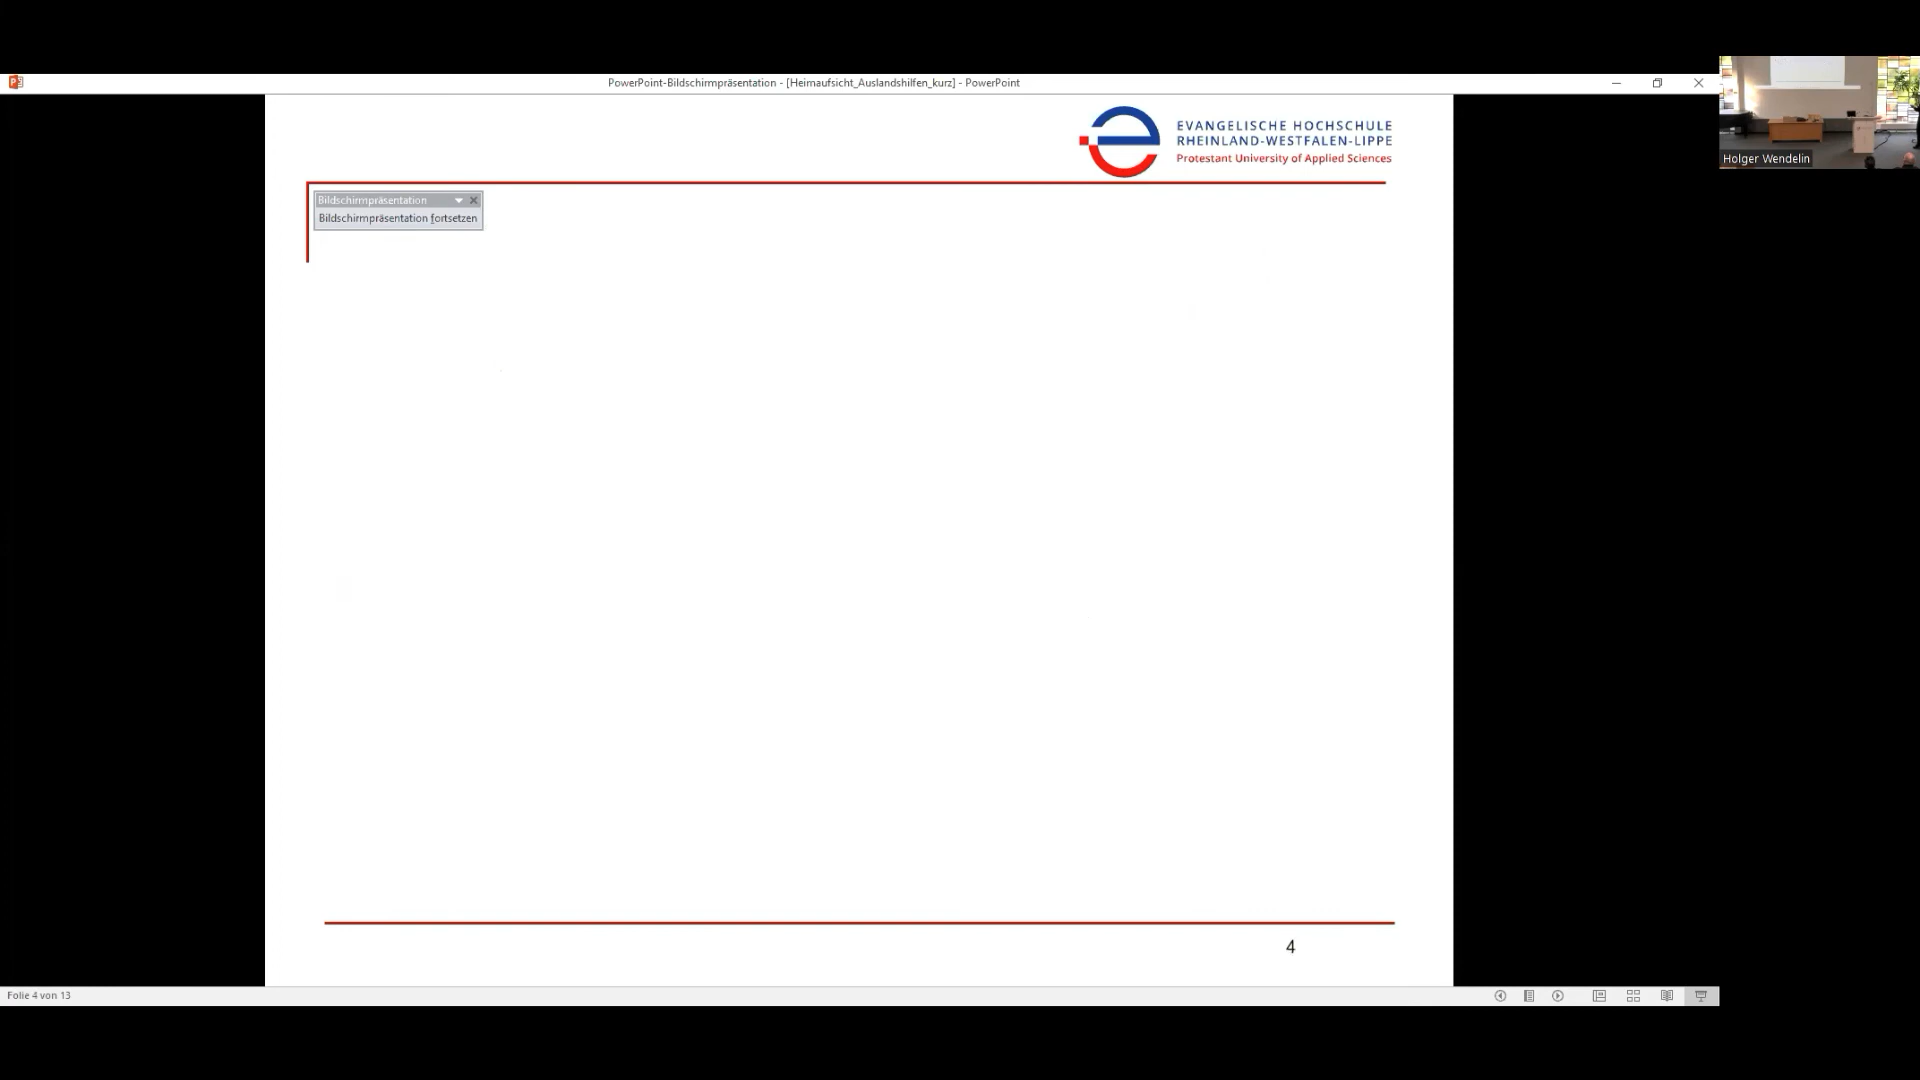 PowerPoint-Bildschirmpräsentation - [Heimaufsicht_Auslandshilfen_kurz] - PowerPoint
EVANGELISCHE HOCHSCHULE
RHEINLAND-WESTFALEN-LIPPE
Protestant University of Applied Sciences
Holger Wendelin
Bildschirmpräsentation
Bildschirmpräsentation fortsetzen
4
Folie 4 von 13